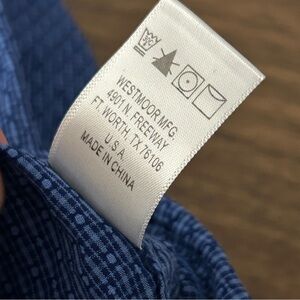 WESTMOOR MFG.
4901 N. FREEWAY
FT. WORTH, TX 76106
U.S.A.
MADE IN CHINA